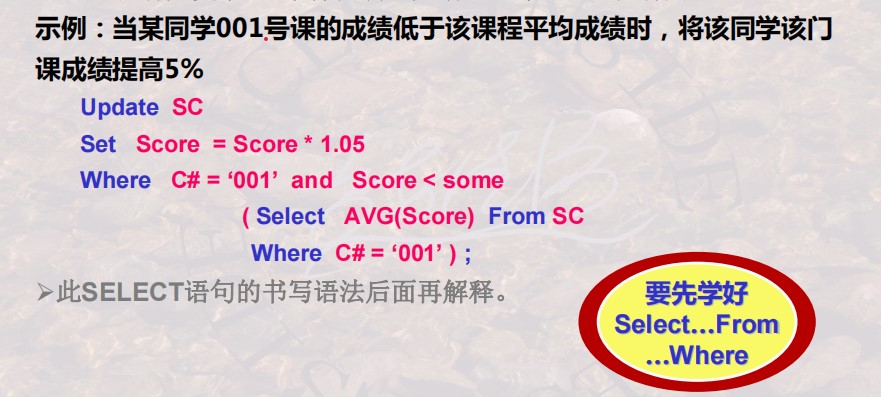 示例：当某同学001号课的成绩低于该课程平均成绩时，将该同学该门
课成绩提高5%
Update SC
Set Score = Score * 1.05
Where C# = ‘001’ and Score < some
( Select AVG(Score) From SC
Where C# = ‘001’ ) ;
➢此SELECT语句的书写语法后面再解释。
要先学好
Select…From
…Where